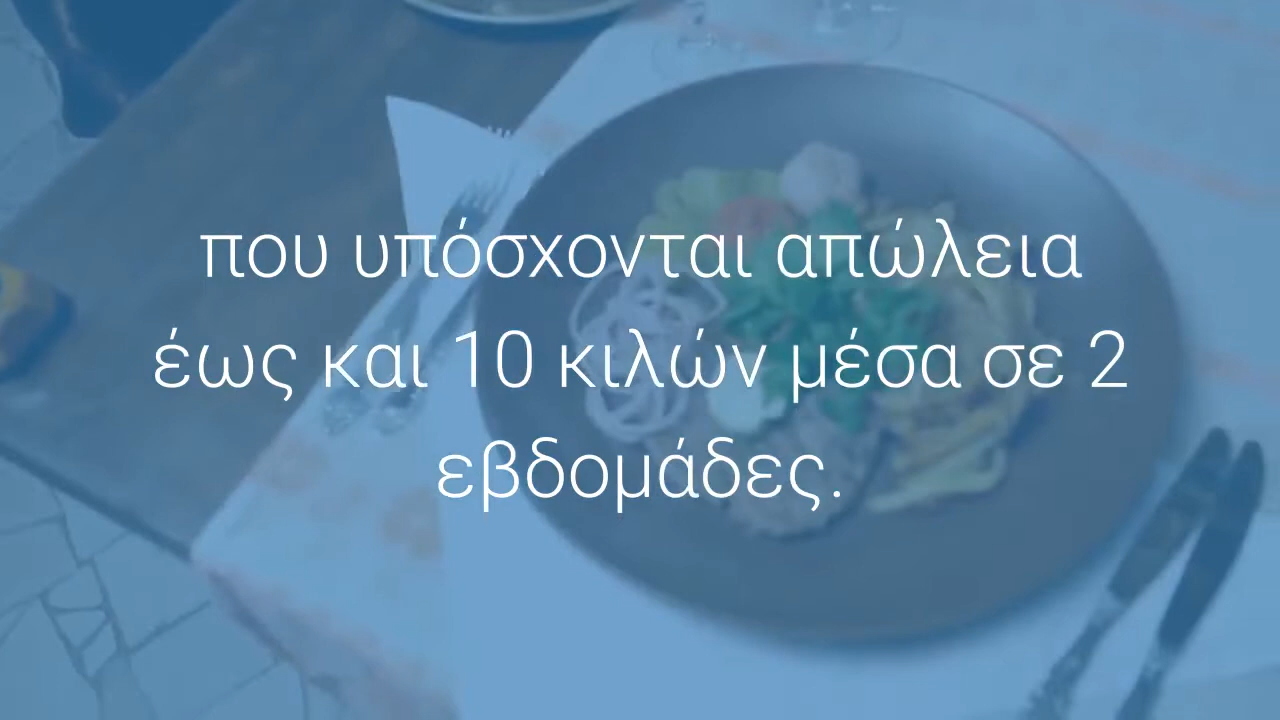 που υπόσχονται απώλεια
έως και 10 κιλών μέσα σε 2
εβδομάδες.